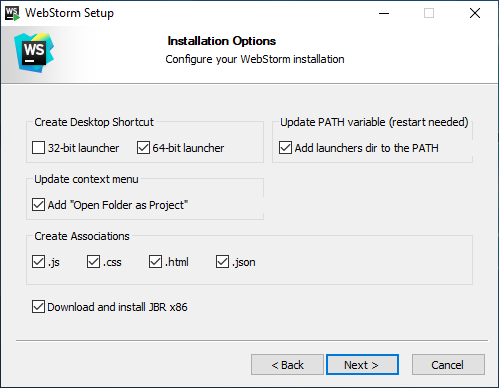 WebStorm Setup
WS
Installation Options
Configure your WebStorm installation
Create Desktop Shortcut
32-bit launcher
64-bit launcher
Update PATH variable (restart needed)
Add launchers dir to the PATH
Update context menu
Add "Open Folder as Project"
Create Associations
.js
.css
.html
.json
Download and install JBR x86
< Back
Next >
Cancel